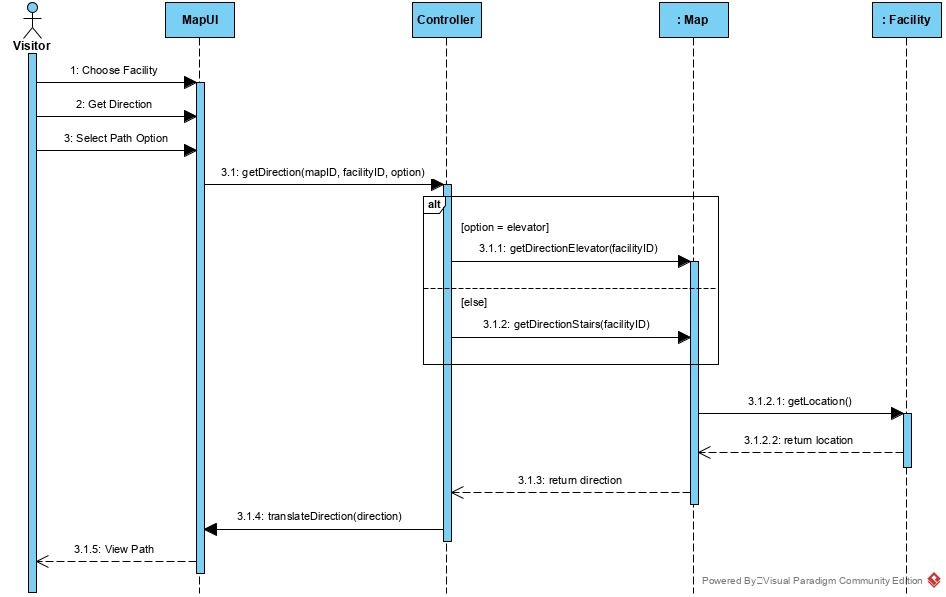 MapUI
Controller
: Map
: Facility
Visitor
1: Choose Facility
2: Get Direction
3: Select Path Option
3.1: getDirection(mapID, facilityID, option)
alt
[option = elevator]
3.1.1: getDirectionElevator(facilityID)
[else]
3.1.2: getDirectionStairs(facilityID)
3.1.2.1: getLocation()
3.1.2.2: return location
3.1.3: return direction
3.1.4: translateDirection(direction)
3.1.5: View Path
Powered By Visual Paradigm Community Edition